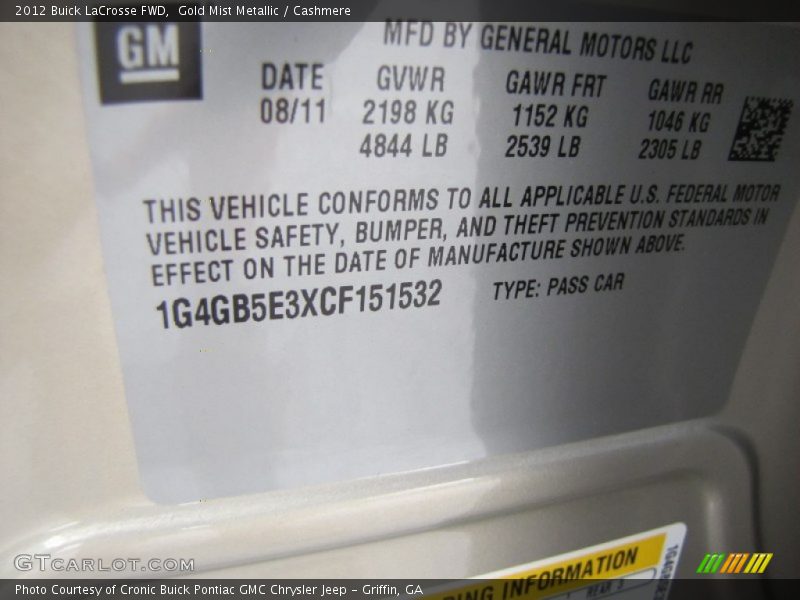 2012 Buick LaCrosse FWD,  Gold Mist Metallic / Cashmere
GM
MFD BY GENERAL MOTORS LLC
DATE GVWR GAWR FRT GAWR RR
08/11 2198 KG 1152 KG 1046 KG
4844 LB 2539 LB 2305 LB
THIS VEHICLE CONFORMS TO ALL APPLICABLE U.S. FEDERAL MOTOR
VEHICLE SAFETY, BUMPER, AND THEFT PREVENTION STANDARDS IN
EFFECT ON THE DATE OF MANUFACTURE SHOWN ABOVE.
1G4GB5E3XCF151532 TYPE: PASS CAR
INFORMATION
REAR
GTCARLOT.COM
Photo Courtesy of Cronic Buick Pontiac GMC Chrysler Jeep – Griffin, GA